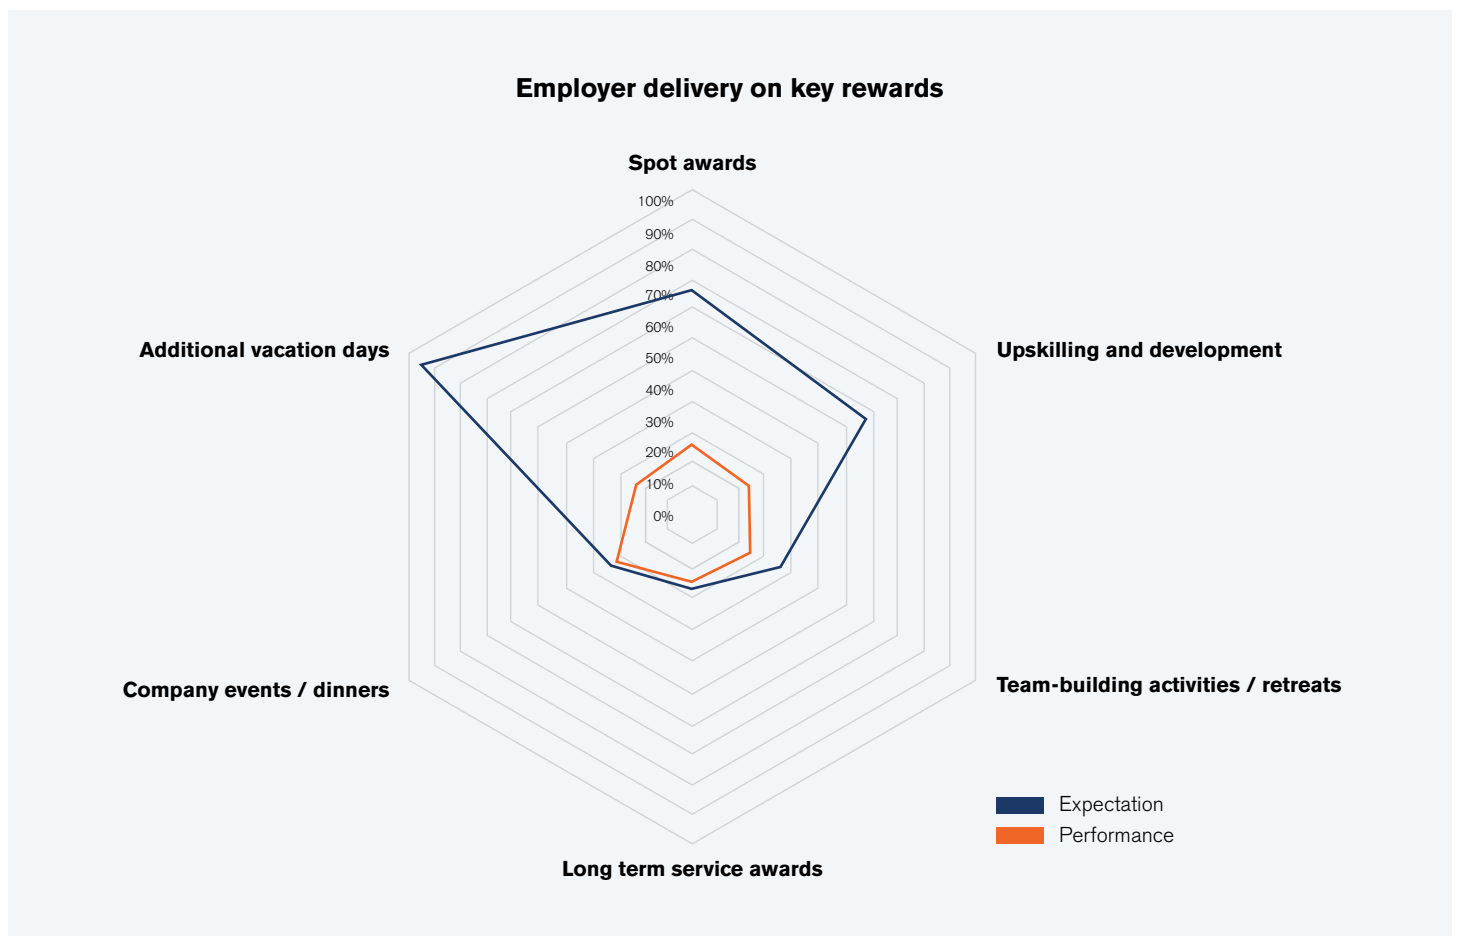 Employer delivery on key rewards
Spot awards
100%
90%
80%
70%
60%
50%
40%
30%
20%
10%
0%
Additional vacation days
Upskilling and development
Company events / dinners
Team-building activities / retreats
Long term service awards
Expectation
Performance